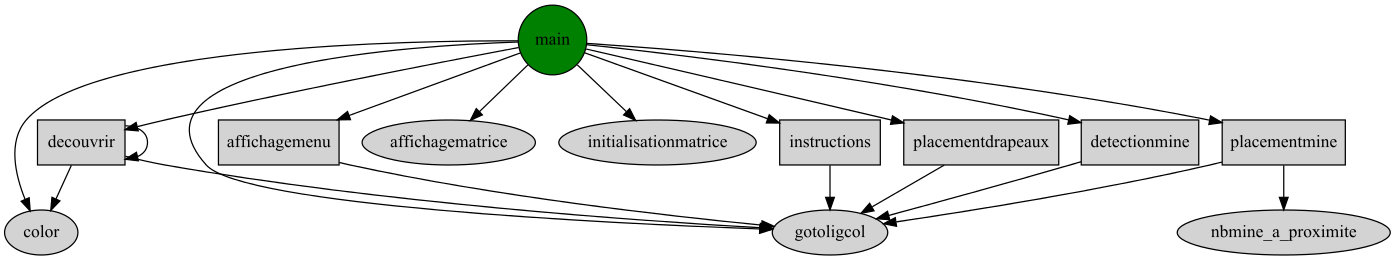 main
decouvrir
affichagemenu
affichagematrice
initialisationmatrice
instructions
placementdrapeaux
detectionmine
placementmine
color
gotoligcol
nbmine_a_proximite